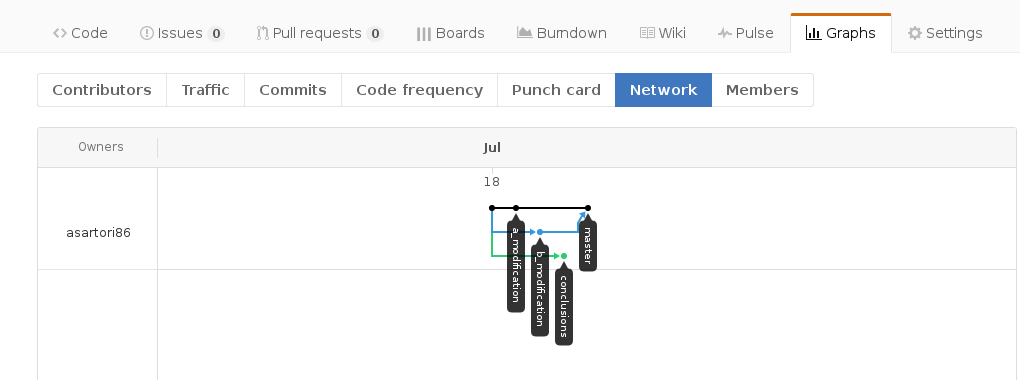 Code Issues 0 Pull requests 0 Boards Burndown Wiki Pulse Graphs Settings
Contributors Traffic Commits Code frequency Punch card Network Members
Owners Jul
18
asartori86
a_modification
b_modification
conclusions
master